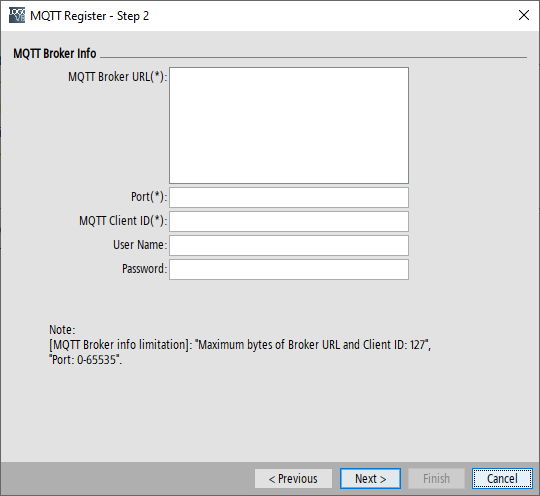 LOGO!
V8
MQTT Register - Step 2
MQTT Broker Info
MQTT Broker URL(*):
Port(*):
MQTT Client ID(*):
User Name:
Password:
Note:
[MQTT Broker info limitation]: "Maximum bytes of Broker URL and Client ID: 127",
"Port: 0-65535".
< Previous
Next >
Finish
Cancel